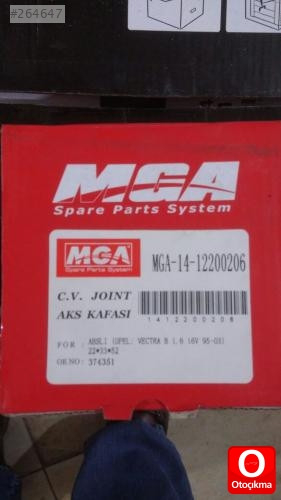 #264647
MGA
Spare Parts System
MGA
Spare Parts System
MGA-14-12200206
C.V. JOINT
AKS KAFASI
1412200206
FOR : ABSLI (OPEL: VECTRA B 1.6 16V 95-03)
22*33*52
OE NO: 374351
Otoçıkma